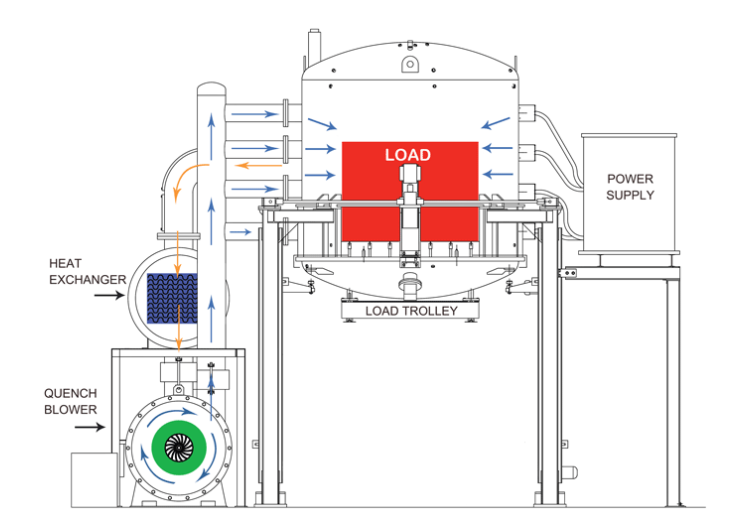 LOAD
POWER
SUPPLY
HEAT
EXCHANGER
LOAD TROLLEY
QUENCH
BLOWER